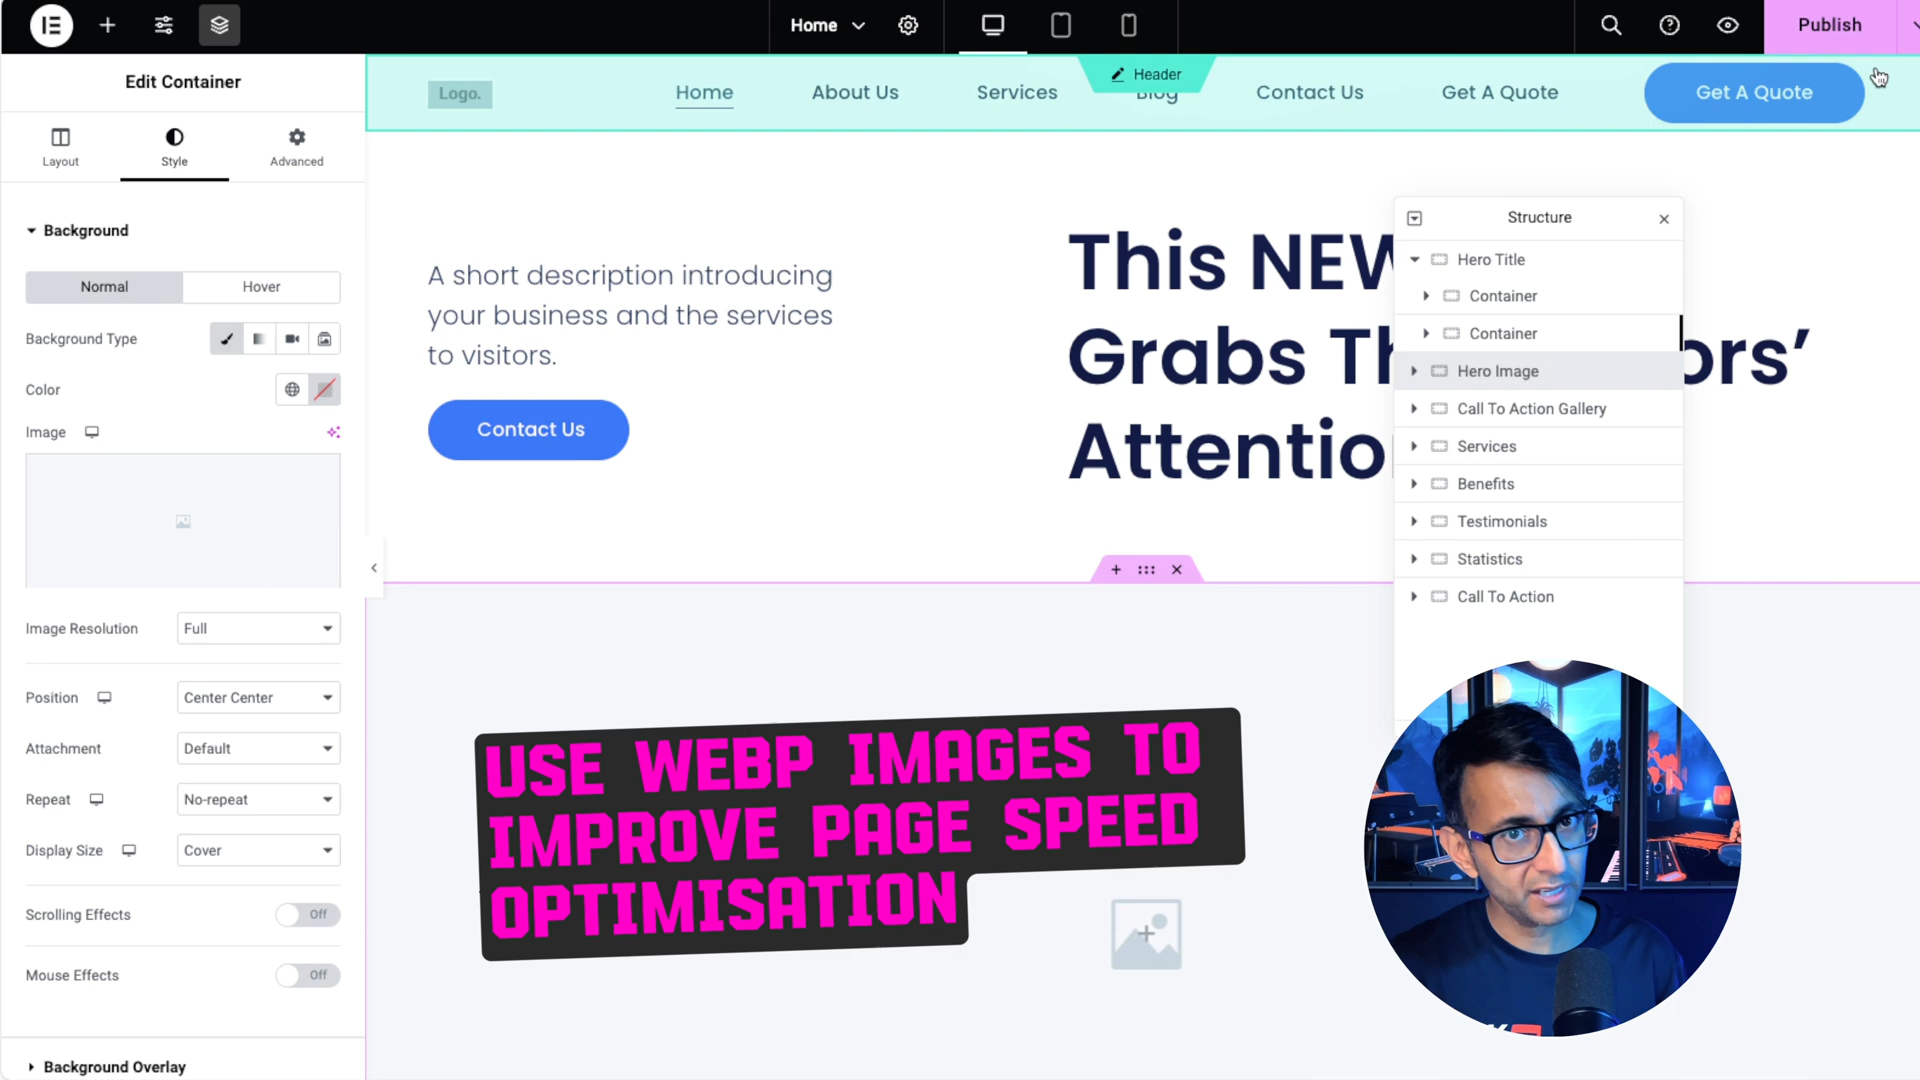 Home
Publish
Edit Container
Layout
Style
Advanced
Background
Normal
Hover
Background Type
Color
Image
Image Resolution
Full
Position
Center Center
Attachment
Default
Repeat
No-repeat
Display Size
Cover
Scrolling Effects
Off
Mouse Effects
Off
Background Overlay
Header
Logo.
Home
About Us
Services
Blog
Contact Us
Get A Quote
Get A Quote
A short description introducing
your business and the services
to visitors.
Contact Us
This NEW
Grabs Th ors’
Attentio
Structure
Hero Title
Container
Container
Hero Image
Call To Action Gallery
Services
Benefits
Testimonials
Statistics
Call To Action
USE WEBP IMAGES TO
IMPROVE PAGE SPEED
OPTIMISATION